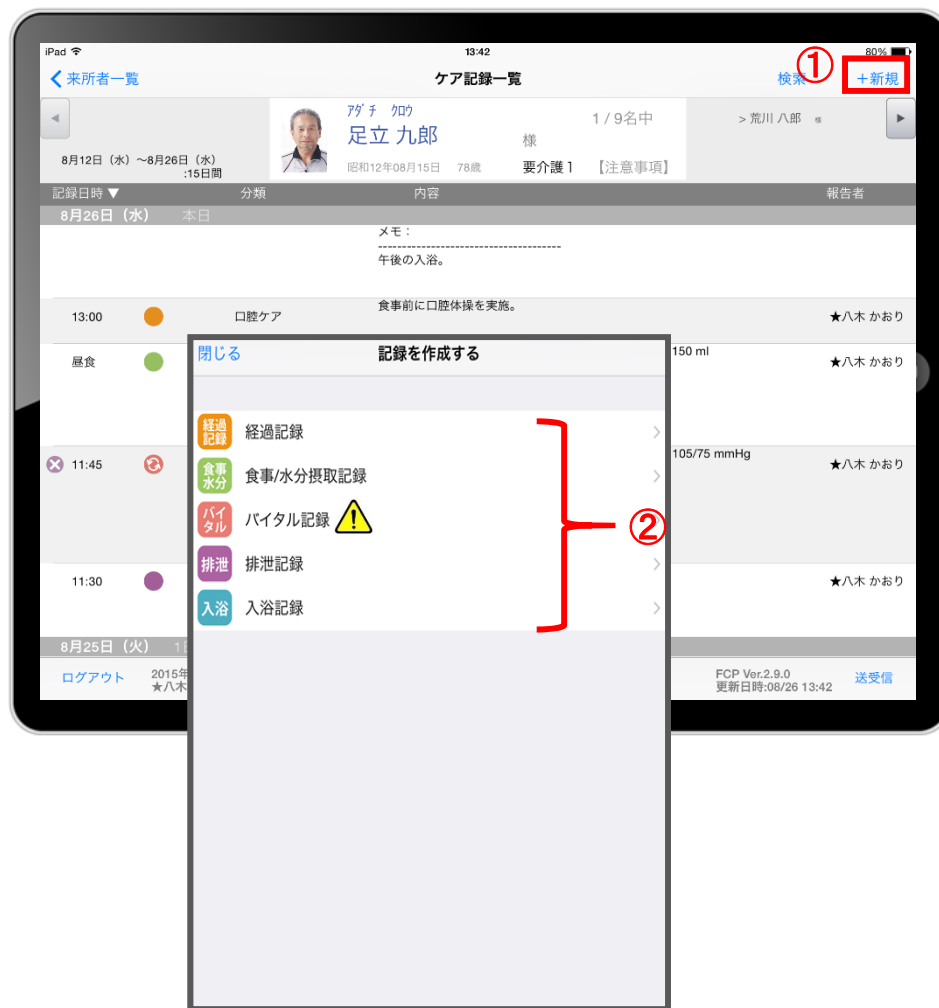 iPad 13:42 80%
来所者一覧 ケア記録一覧 検索 ① ＋新規
ｱﾀﾞﾁ ｸﾛｳ
足立 九郎 様 1 / 9名中 > 荒川 八郎 様
8月12日（水）～8月26日（水）
:15日間
昭和12年08月15日 78歳 要介護1 【注意事項】
記録日時▼ 分類 内容 報告者
8月26日（水） 本日
メモ：
--------------------------------------
午後の入浴。
13:00 口腔ケア 食事前に口腔体操を実施。 ★八木 かおり
昼食 150 ml ★八木 かおり
11:45 105/75 mmHg ★八木 かおり
11:30 ★八木 かおり
8月25日（火） 1
ログアウト 2015年
★八木
FCP Ver.2.9.0
更新日時:08/26 13:42 送受信
閉じる 記録を作成する
経過記録 経過記録
食事水分 食事/水分摂取記録
バイタル バイタル記録
②
排泄 排泄記録
入浴 入浴記録